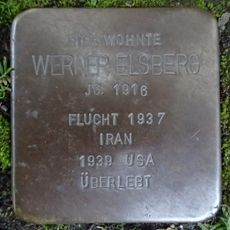 HIER WOHNTE
WERNER ELSBERG
JG. 1916
FLUCHT 1937
IRAN
1939 USA
ÜBERLEBT